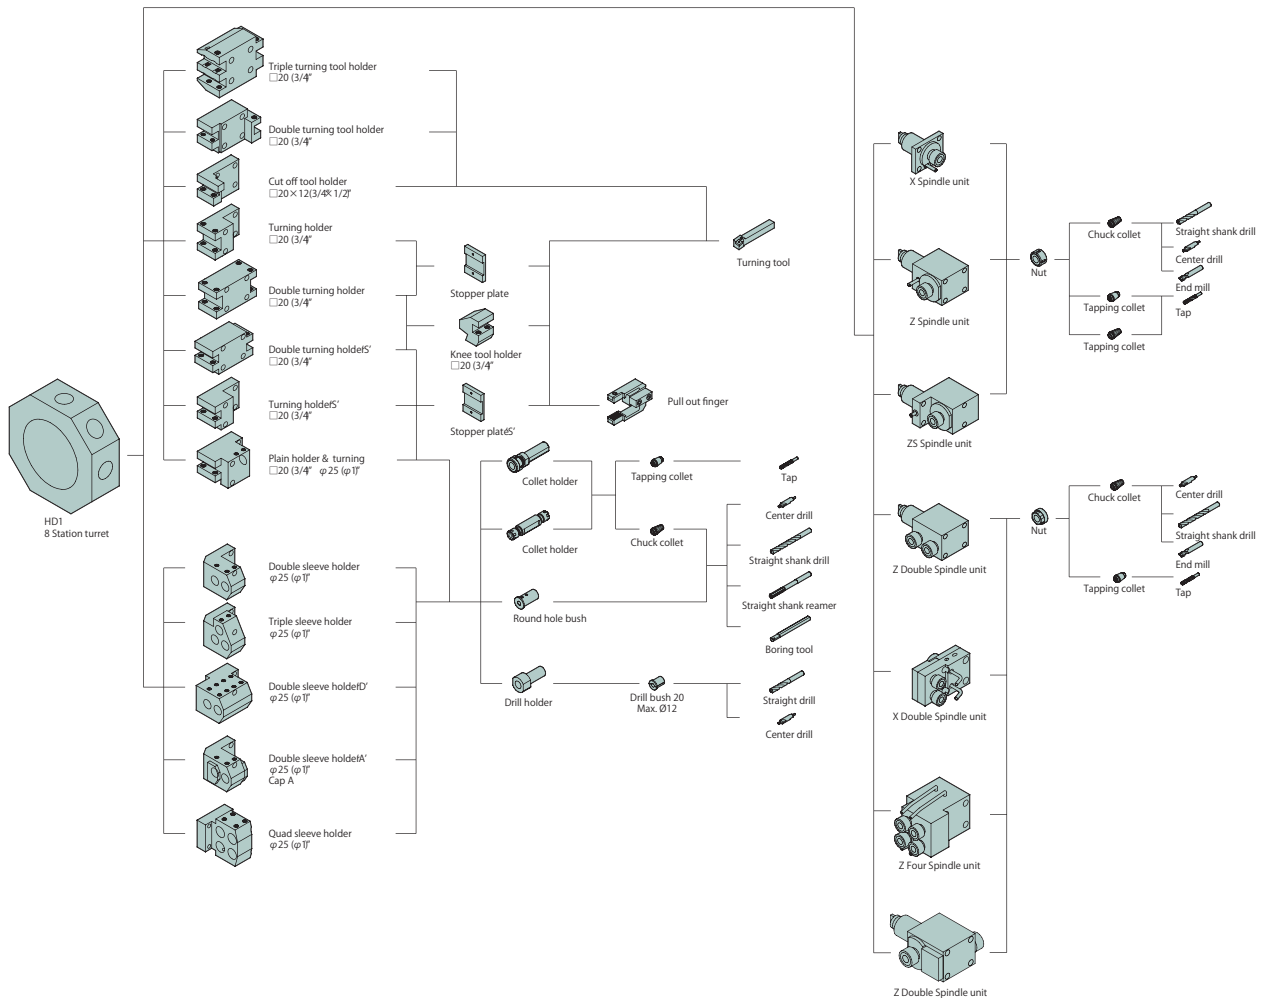 HD1
8 Station turret
Triple turning tool holder
□20 (3/4)"
Double turning tool holder
□20 (3/4)"
Cut off tool holder
□20×12(3/4×1/2)"
Turning holder
□20 (3/4)"
Double turning holder
□20 (3/4)"
Double turning holder'S'
□20 (3/4)"
Turning holder'S'
□20 (3/4)"
Plain holder & turning
□20 (3/4)" φ25 (φ1)"
Double sleeve holder
φ25 (φ1)"
Triple sleeve holder
φ25 (φ1)"
Double sleeve holder'D'
φ25 (φ1)"
Double sleeve holder'A'
φ25 (φ1)"
Cap A
Quad sleeve holder
φ25 (φ1)"
Stopper plate
Knee tool holder
□20 (3/4)"
Stopper plate'S'
Turning tool
Pull out finger
Collet holder
Collet holder
Round hole bush
Drill holder
Tapping collet
Chuck collet
Drill bush 20
Max. Ø12
Tap
Center drill
Straight shank drill
Straight shank reamer
Boring tool
Straight drill
Center drill
X Spindle unit
Z Spindle unit
ZS Spindle unit
Z Double Spindle unit
X Double Spindle unit
Z Four Spindle unit
Z Double Spindle unit
Nut
Chuck collet
Tapping collet
Tapping collet
Straight shank drill
Center drill
End mill
Tap
Nut
Chuck collet
Tapping collet
Center drill
Straight shank drill
End mill
Tap